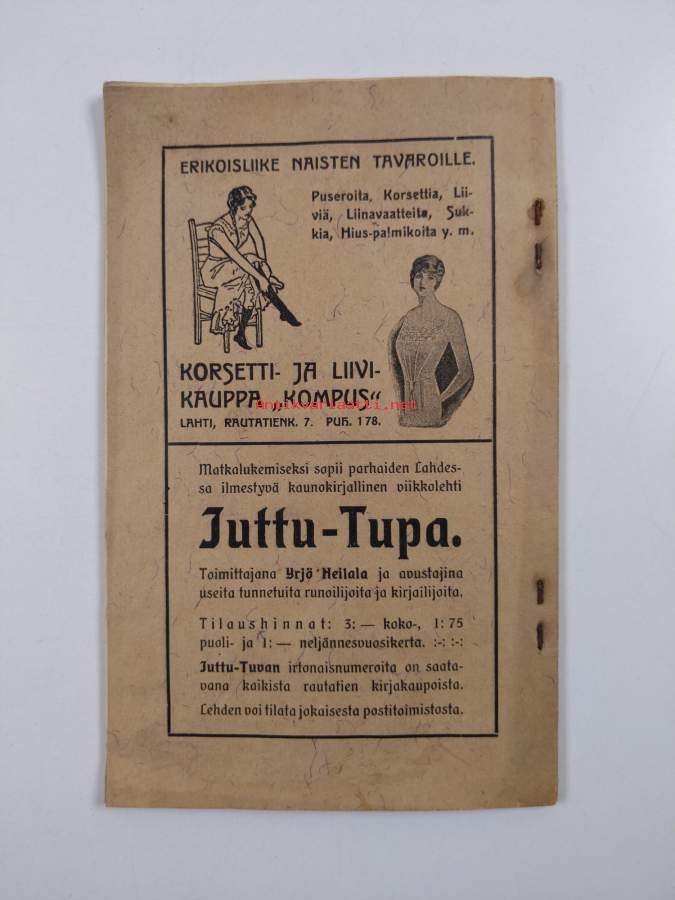 ERIKOISLIIKE NAISTEN TAVAROILLE.
Puseroita, Korsettia, Lii-
viä, Liinavaatteita, Suk-
kia, Hius-palmikoita y. m.
KORSETTI- JA LIIVI-
KAUPPA „KOMPUS“
Antikvariaatti.net
LAHTI, RAUTATIENK. 7. PUH. 178.
Matkalukemiseksi sopii parhaiden Lahdes-
sa ilmestyvä kaunokirjallinen viikkolehti
Juttu-Tupa.
Toimittajana Yrjö Heilala ja avustajina
useita tunnetuita runoilijoita ja kirjailijoita.
Tilaushinnat: 3: — koko-, 1: 75
puoli- ja 1: — neljännesvuosikerta. :-: :-:
Juttu-Tuvan irtonaisnumeroita on saata-
vana kaikista rautatien kirjakaupoista.
Lehden voi tilata jokaisesta postitoimistosta.